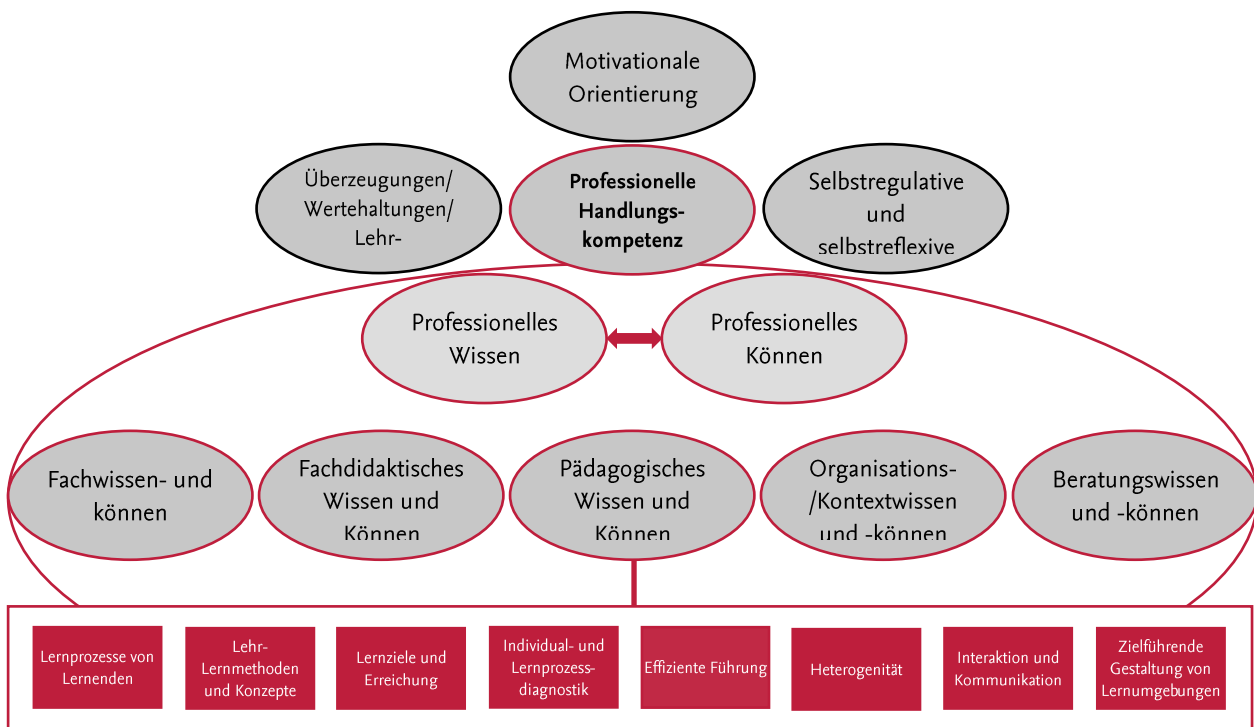 Motivationale
Orientierung
Überzeugungen/
Wertehaltungen/
Lehr-
Professionelle
Handlungs-
kompetenz
Selbstregulative
und
selbstreflexive
Professionelles
Wissen
Professionelles
Können
Fachwissen- und
können
Fachdidaktisches
Wissen und
Können
Pädagogisches
Wissen und
Können
Organisations-
/Kontextwissen
und -können
Beratungswissen
und -können
Lernprozesse von
Lernenden
Lehr-
Lernmethoden
und Konzepte
Lernziele und
Erreichung
Individual- und
Lernprozess-
diagnostik
Effiziente Führung
Heterogenität
Interaktion und
Kommunikation
Zielführende
Gestaltung von
Lernumgebungen